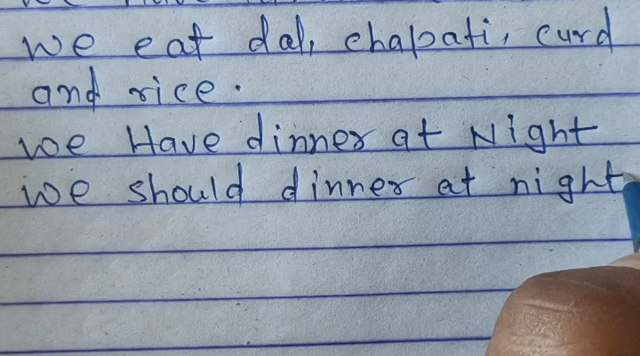 we eat dal, chapati, curd
and rice.
we Have dinner at Night
we should dinner at night